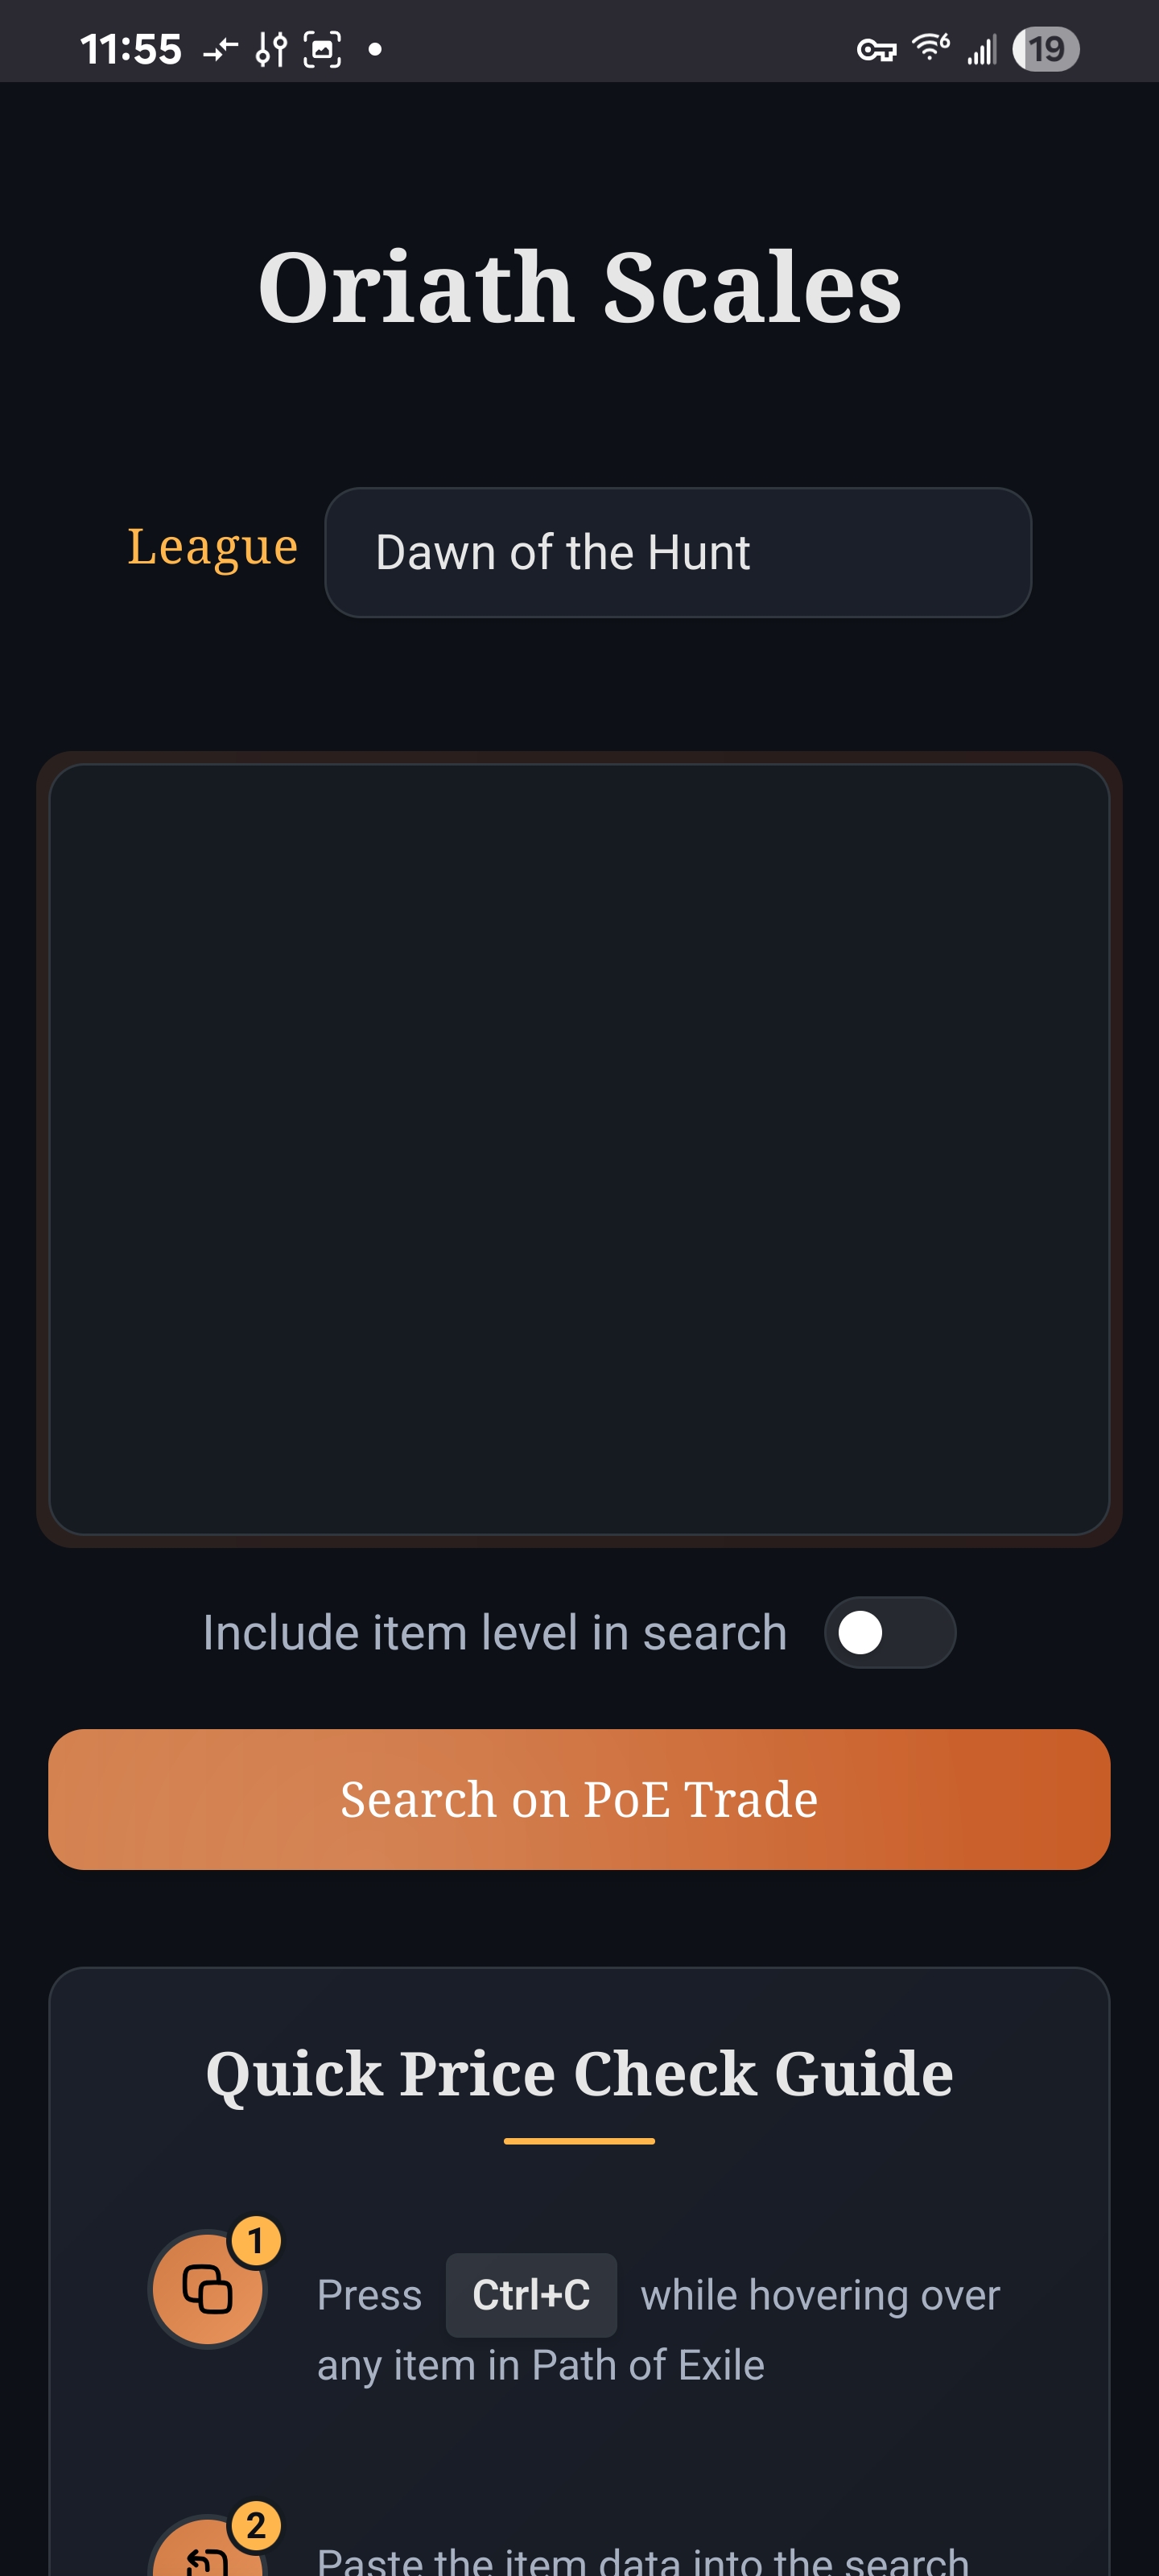 11:55
6
19
Oriath Scales
League
Dawn of the Hunt
Include item level in search
Search on PoE Trade
Quick Price Check Guide
1
Press Ctrl+C while hovering over
any item in Path of Exile
2
Paste the item data into the search